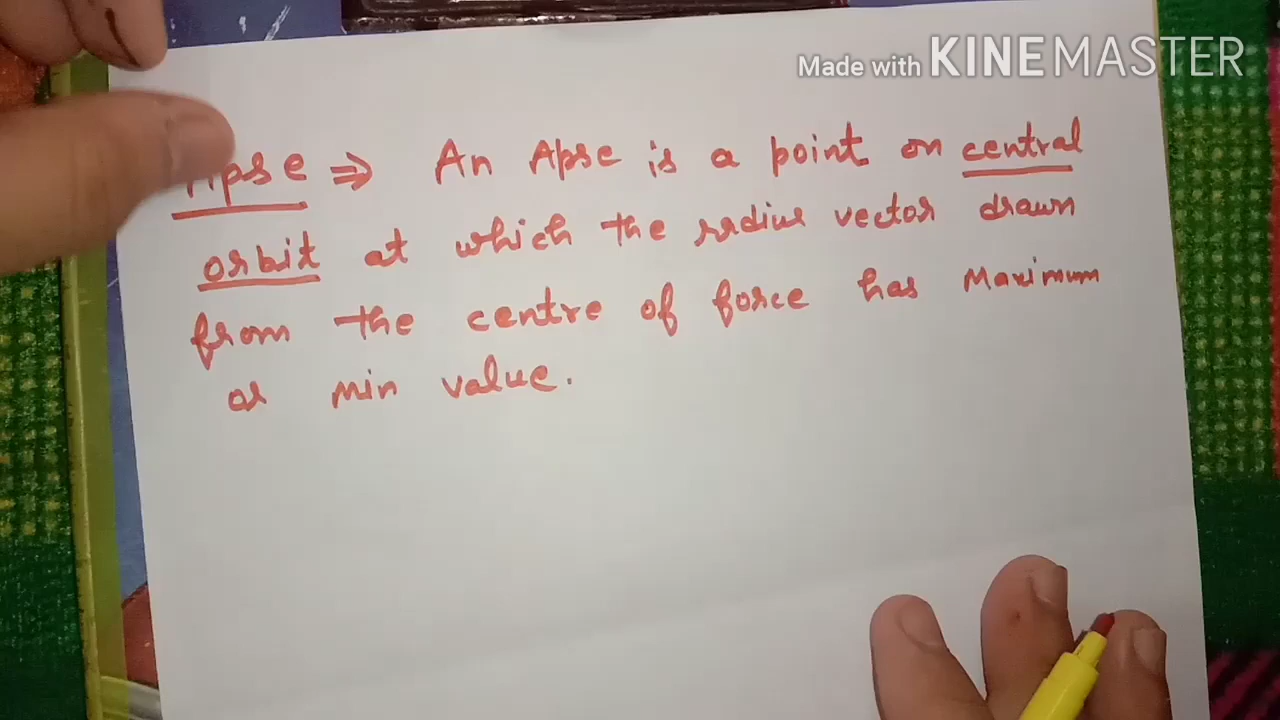 Made with KINEMASTER
Apse ⇒ An Apse is a point on central
orbit at which the radius vector drawn
from the centre of force has Maximum
or min value.